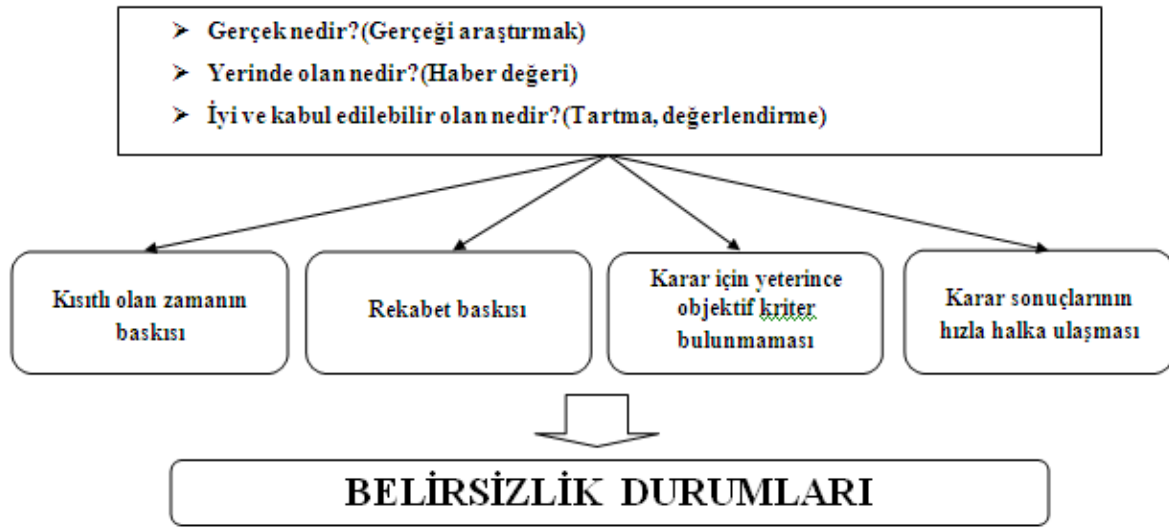 ➢ Gerçek nedir?(Gerçeği araştırmak)
➢ Yerinde olan nedir?(Haber değeri)
➢ İyi ve kabul edilebilir olan nedir?(Tartma, değerlendirme)
Kısıtlı olan zamanın
baskısı
Rekabet baskısı
Karar için yeterince
objektif kriter
bulunmaması
Karar sonuçlarının
hızla halka ulaşması
BELİRSİZLİK DURUMLARI